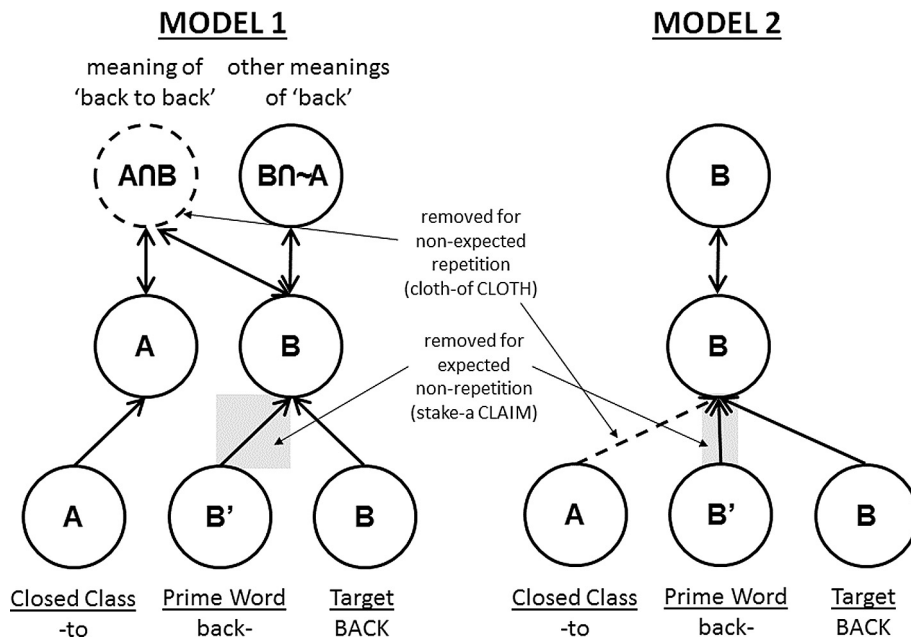 MODEL 1
MODEL 2
meaning of
‘back to back’
other meanings
of ‘back’
A∩B
B∩~A
B
removed for
non-expected
repetition
(cloth-of CLOTH)
A
B
B
removed for
expected
non-repetition
(stake-a CLAIM)
A
B’
B
A
B’
B
Closed Class
-to
Prime Word
back-
Target
BACK
Closed Class
-to
Prime Word
back-
Target
BACK